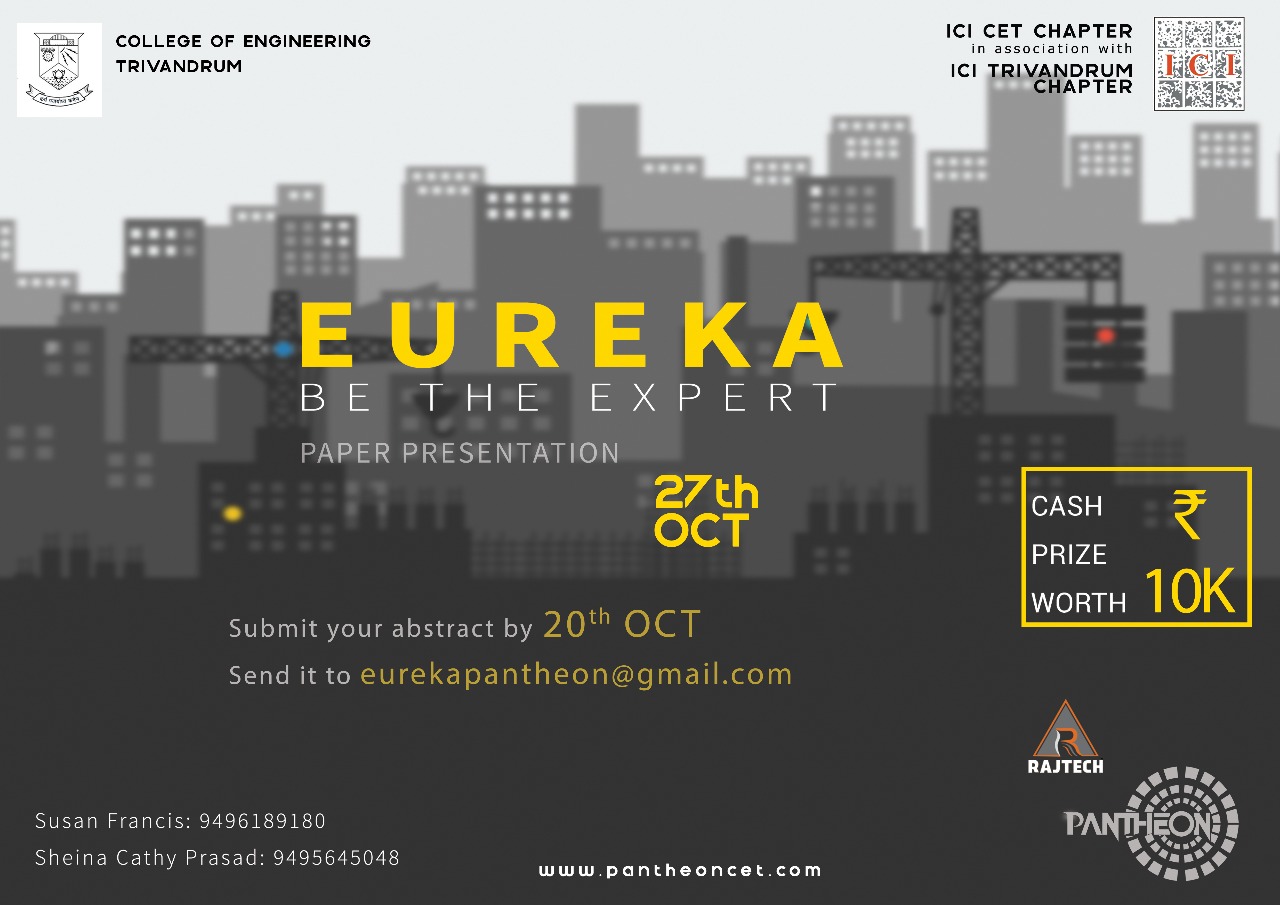 COLLEGE OF ENGINEERING
TRIVANDRUM
ICI CET CHAPTER
in association with
ICI TRIVANDRUM
CHAPTER
ICI
EUREKA
BE THE EXPERT
PAPER PRESENTATION
27th
OCT
CASH
PRIZE
WORTH
₹
10K
Submit your abstract by 20th OCT
Send it to eurekapantheon@gmail.com
RAJTECH
PANTHEON
Susan Francis: 9496189180
Sheina Cathy Prasad: 9495645048
www.pantheoncet.com